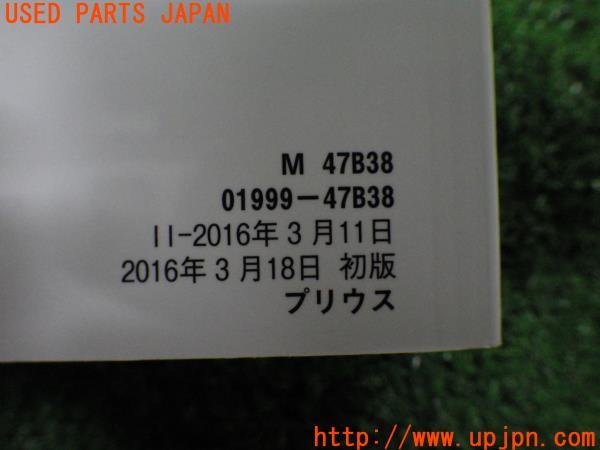 USED PARTS JAPAN
M 47B38
01999-47B38
II-2016年3月11日
2016年3月18日 初版
プリウス
http://www.upjpn.com/